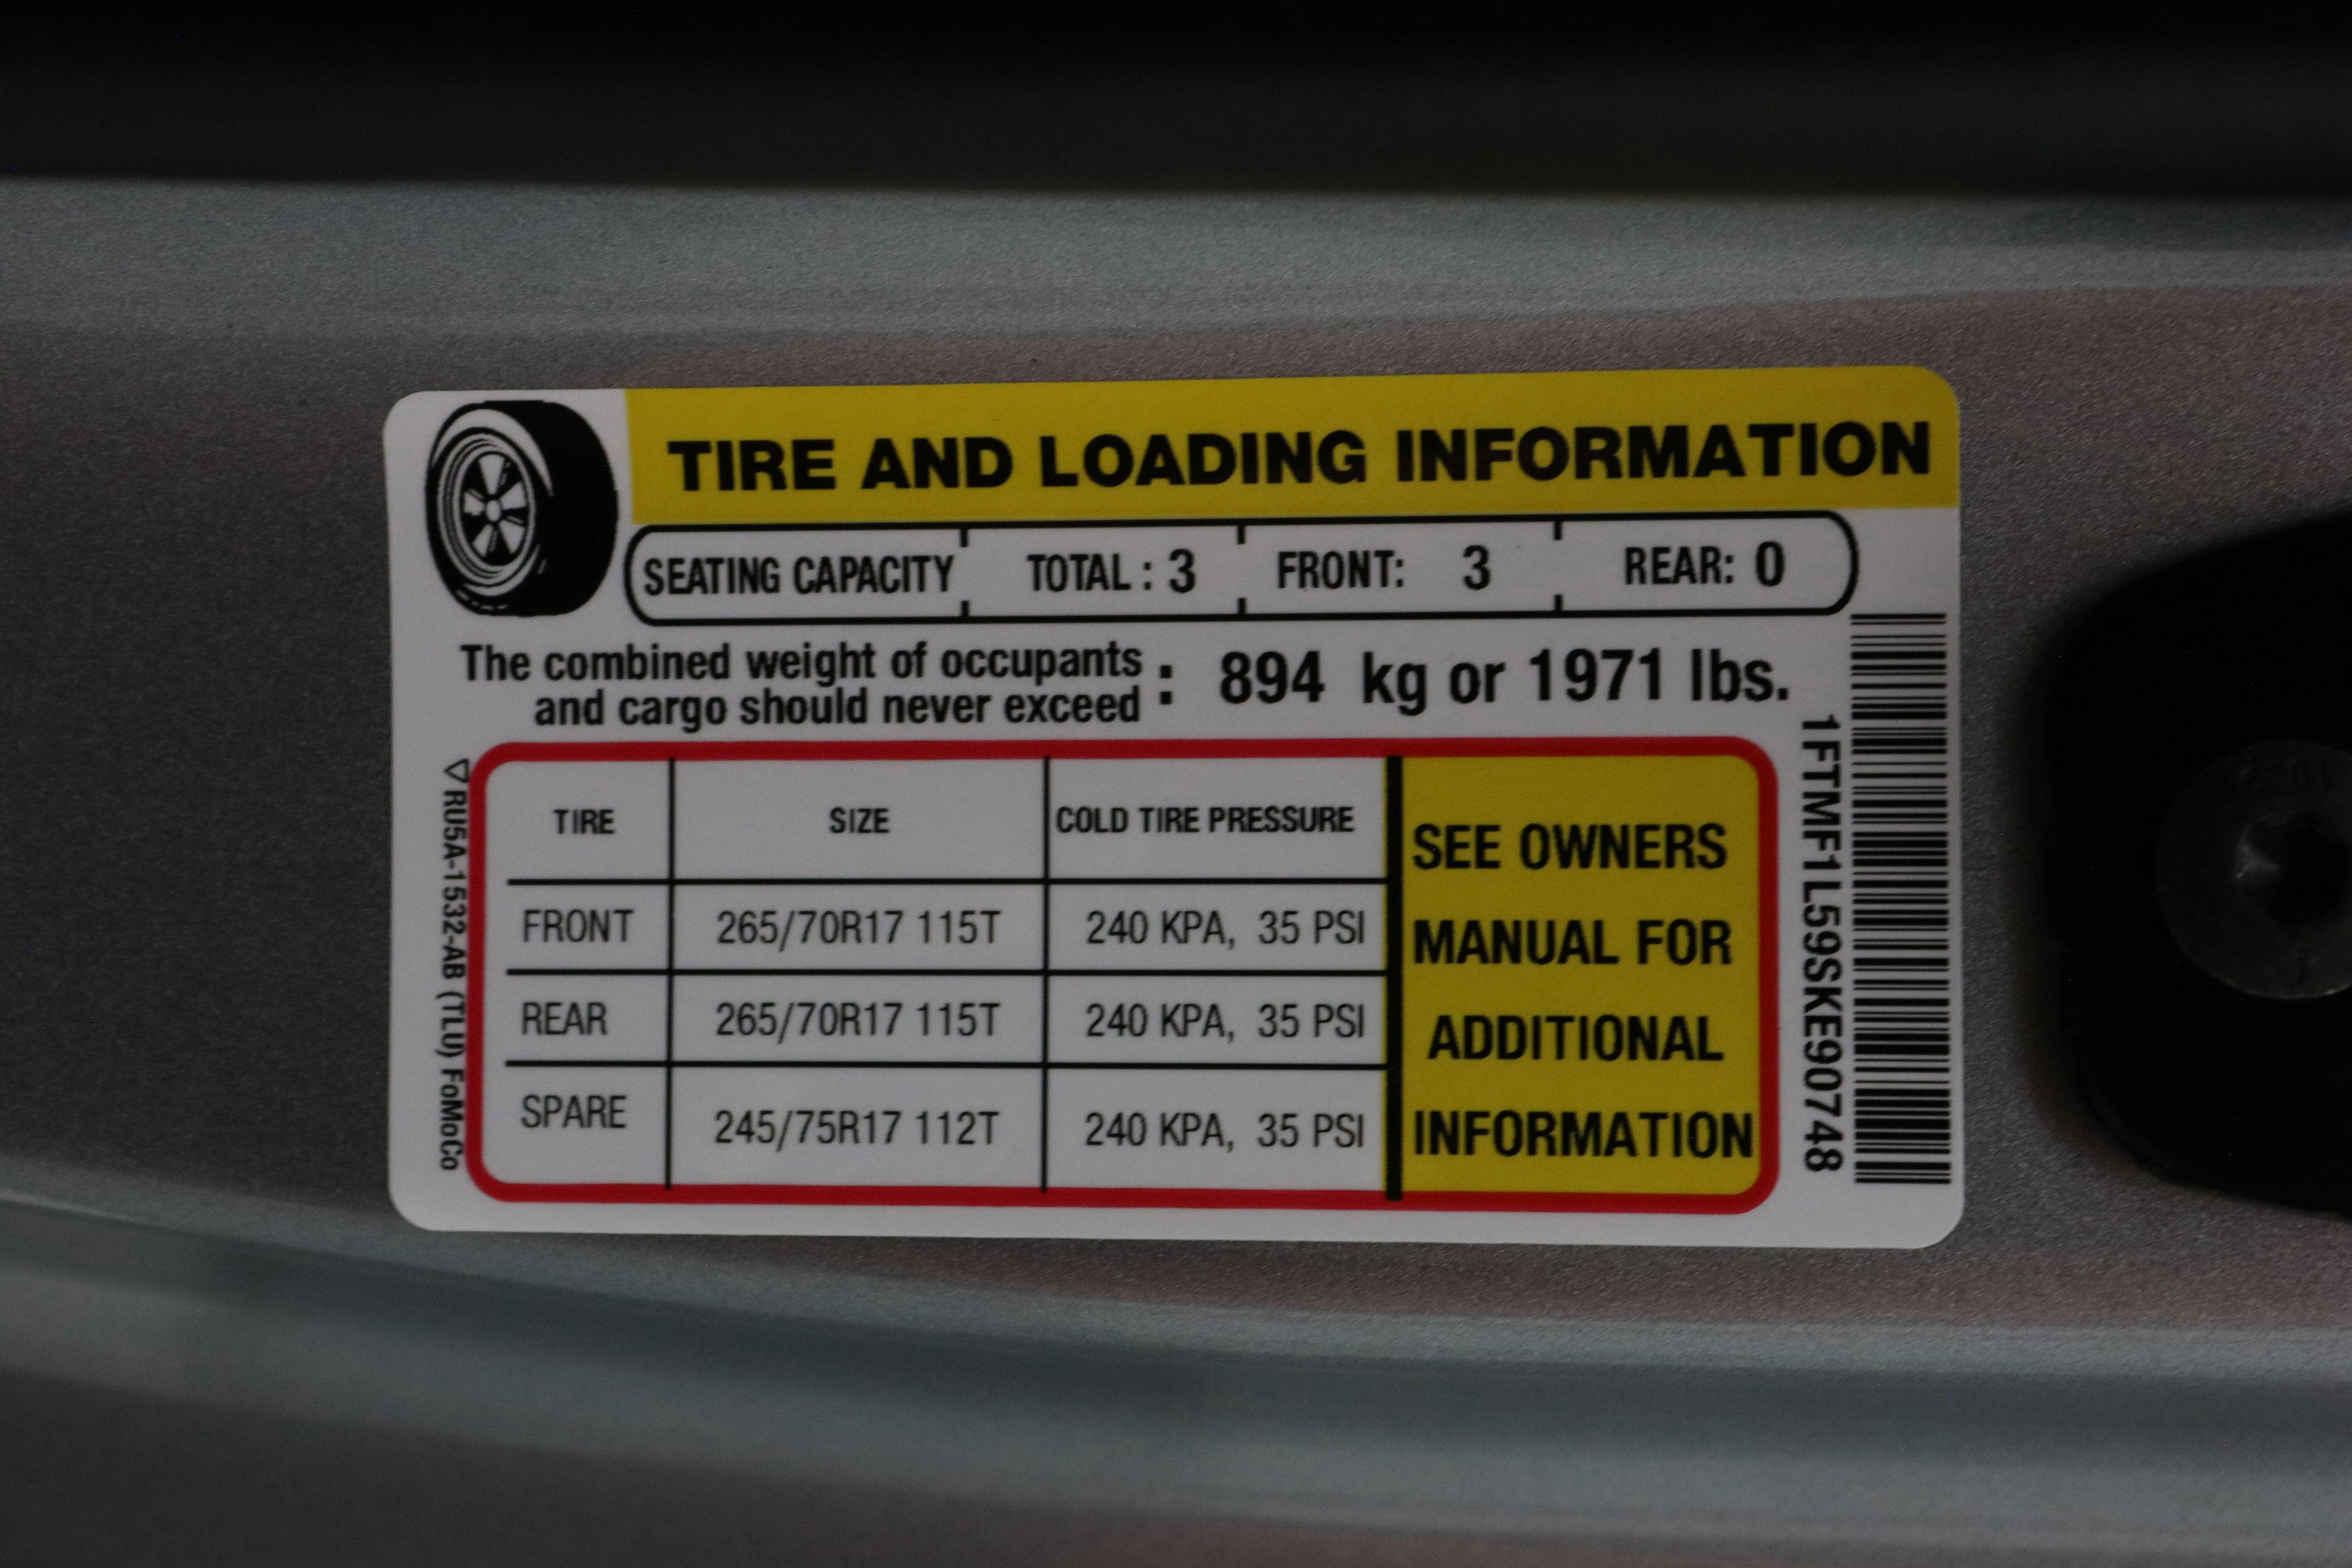 TIRE AND LOADING INFORMATION
SEATING CAPACITY TOTAL : 3 FRONT: 3 REAR: 0
The combined weight of occupants
and cargo should never exceed : 894 kg or 1971 lbs.
TIRE SIZE COLD TIRE PRESSURE
FRONT 265/70R17 115T 240 KPA, 35 PSI
REAR 265/70R17 115T 240 KPA, 35 PSI
SPARE 245/75R17 112T 240 KPA, 35 PSI
SEE OWNERS
MANUAL FOR
ADDITIONAL
INFORMATION
RU5A-1532-AB (TLU) FoMoCo
1FTMF1L59SKE90748